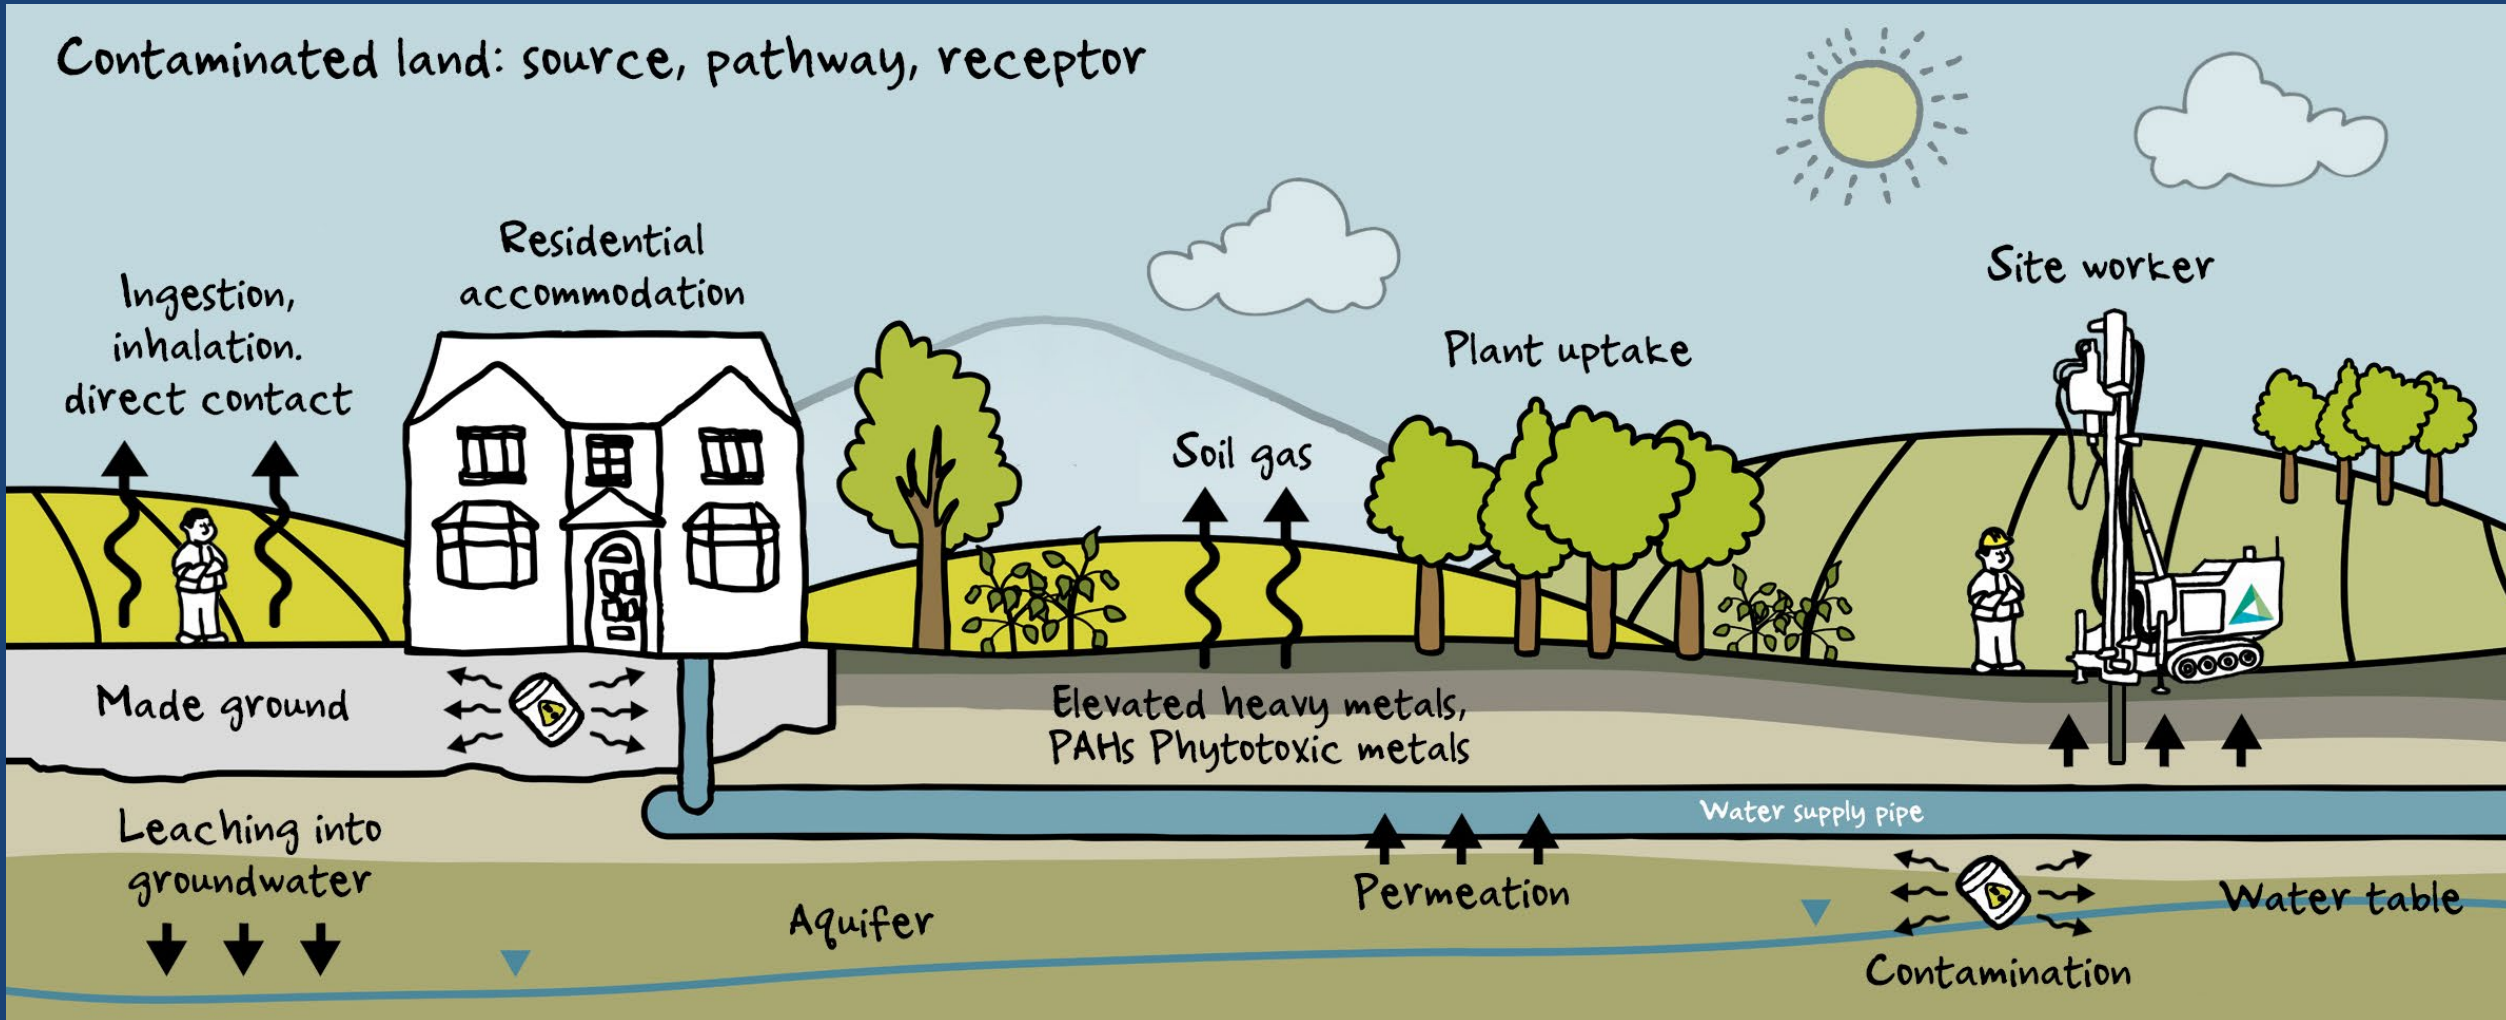 Contaminated land: source, pathway, receptor
Ingestion,
inhalation.
direct contact
Residential
accommodation
Soil gas
Plant uptake
Site worker
Made ground
Elevated heavy metals,
PAHs Phytotoxic metals
Water supply pipe
Leaching into
groundwater
Aquifer
Permeation
Water table
Contamination